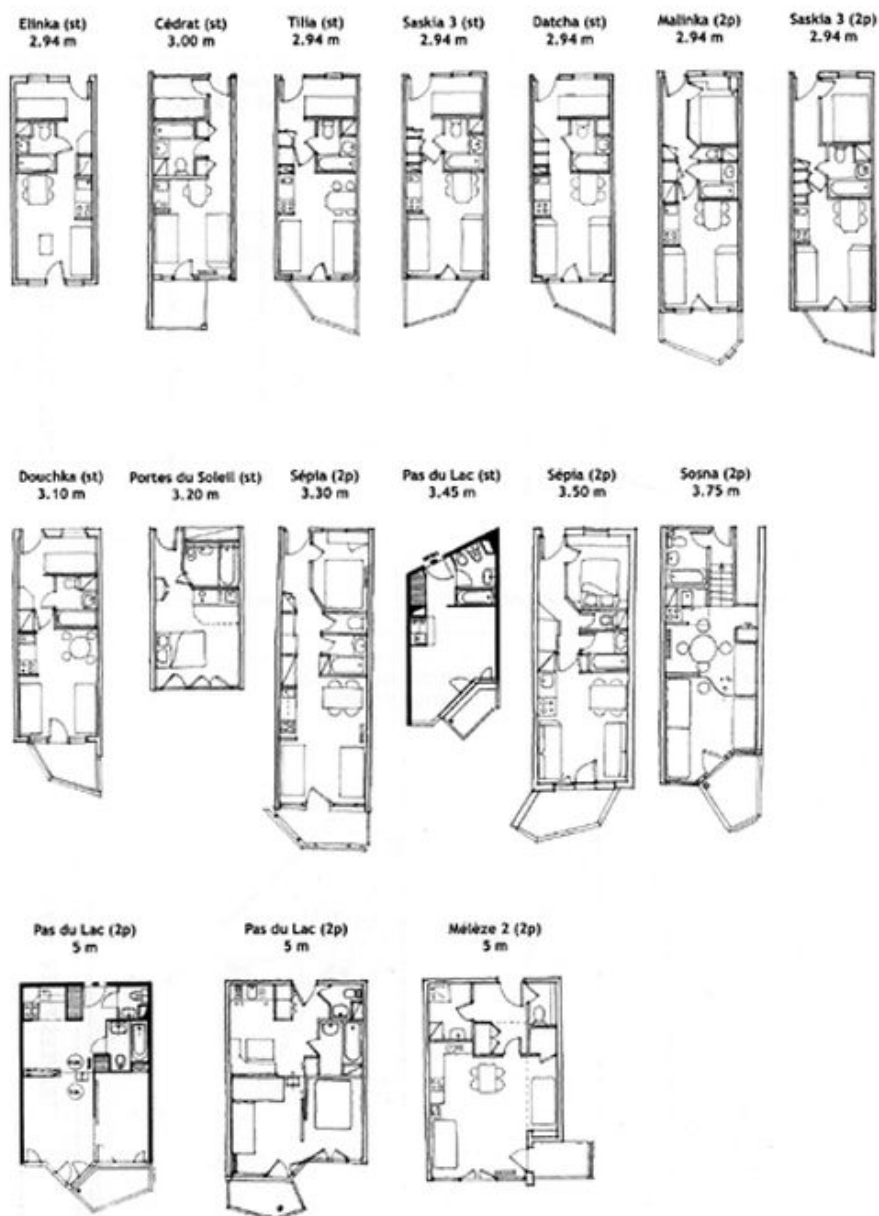 Elinka (st)
2.94 m
Cédrat (st)
3.00 m
Tilia (st)
2.94 m
Saskia 3 (st)
2.94 m
Datcha (st)
2.94 m
Malinka (2p)
2.94 m
Saskia 3 (2p)
2.94 m
Douchka (st)
3.10 m
Portes du Soleil (st)
3.20 m
Sépia (2p)
3.30 m
Pas du Lac (st)
3.45 m
Sépia (2p)
3.50 m
Sosna (2p)
3.75 m
Pas du Lac (2p)
5 m
Pas du Lac (2p)
5 m
Mélèze 2 (2p)
5 m